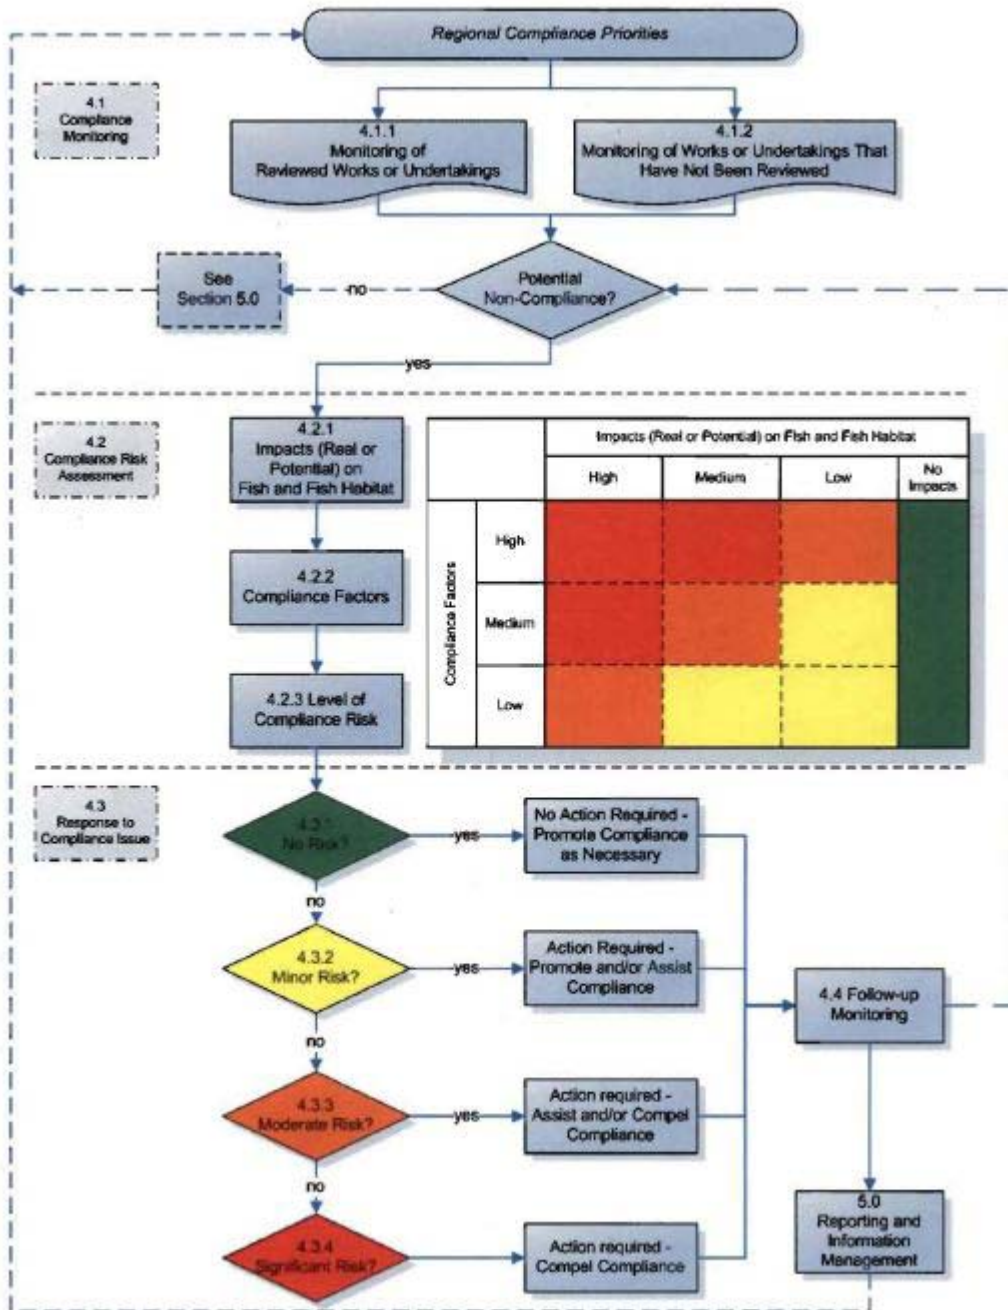 Regional Compliance Priorities
4.1
Compliance
Monitoring
4.1.1
Monitoring of
Reviewed Works or Undertakings
4.1.2
Monitoring of Works or Undertakings That
Have Not Been Reviewed
See
Section 5.0
no
Potential
Non-Compliance?
yes
4.2
Compliance Risk
Assessment
4.2.1
Impacts (Real or
Potential) on
Fish and Fish Habitat
4.2.2
Compliance Factors
4.2.3 Level of
Compliance Risk
Impacts (Real or Potential) on Fish and Fish Habitat
High
Medium
Low
No
Impacts
Compliance Factors
High
Medium
Low
4.3
Response to
Compliance Issue
4.3.1
No Risk?
yes
No Action Required -
Promote Compliance
as Necessary
no
4.3.2
Minor Risk?
yes
Action Required -
Promote and/or Assist
Compliance
no
4.3.3
Moderate Risk?
yes
Action required -
Assist and/or Compel
Compliance
no
4.3.4
Significant Risk?
Action required -
Compel Compliance
4.4 Follow-up
Monitoring
5.0
Reporting and
Information
Management